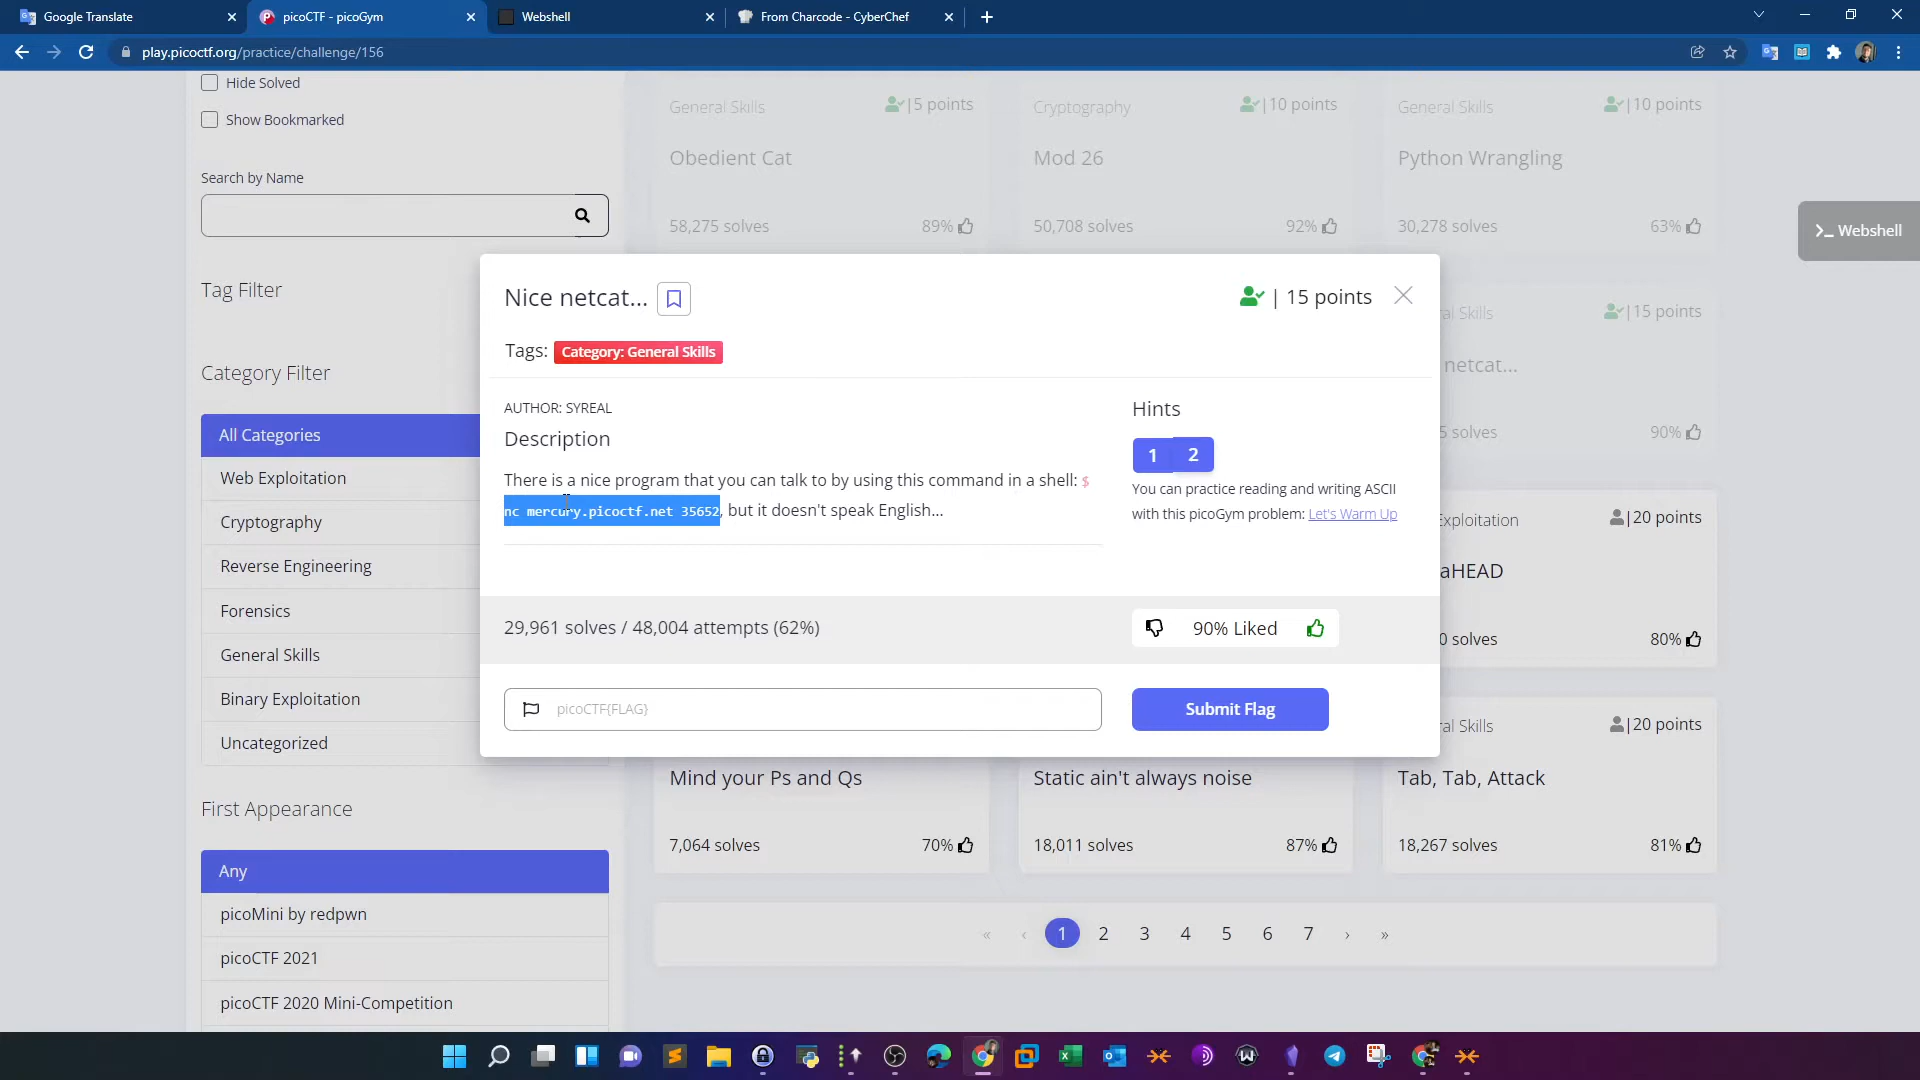 Google Translate
picoCTF - picoGym
Webshell
From Charcode - CyberChef
play.picoctf.org/practice/challenge/156
Hide Solved
Show Bookmarked
Search by Name
Tag Filter
Category Filter
All Categories
Web Exploitation
Cryptography
Reverse Engineering
Forensics
General Skills
Binary Exploitation
Uncategorized
First Appearance
Any
picoMini by redpwn
picoCTF 2021
picoCTF 2020 Mini-Competition
General Skills |5 points
Obedient Cat
58,275 solves 89%
Cryptography |10 points
Mod 26
50,708 solves 92%
General Skills |10 points
Python Wrangling
30,278 solves 63%
>_ Webshell
Nice netcat... | 15 points
Tags: Category: General Skills
AUTHOR: SYREAL
Description
There is a nice program that you can talk to by using this command in a shell: $
nc mercury.picoctf.net 35652, but it doesn't speak English...
Hints
1 2
You can practice reading and writing ASCII
with this picoGym problem: Let's Warm Up
29,961 solves / 48,004 attempts (62%)
90% Liked
picoCTF{FLAG}
Submit Flag
Skills |15 points
netcat...
solves 90%
Exploitation |20 points
aHEAD
0 solves 80%
Mind your Ps and Qs
7,064 solves 70%
Static ain't always noise
18,011 solves 87%
Skills |20 points
Tab, Tab, Attack
18,267 solves 81%
« ‹ 1 2 3 4 5 6 7 › »